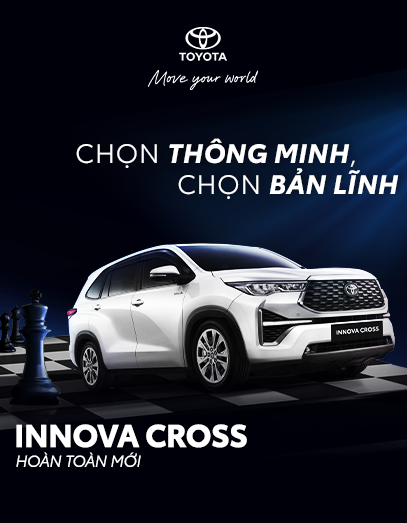 TOYOTA
Move your world
CHỌN THÔNG MINH,
CHỌN BẢN LĨNH
INNOVA CROSS
INNOVA CROSS
HOÀN TOÀN MỚI